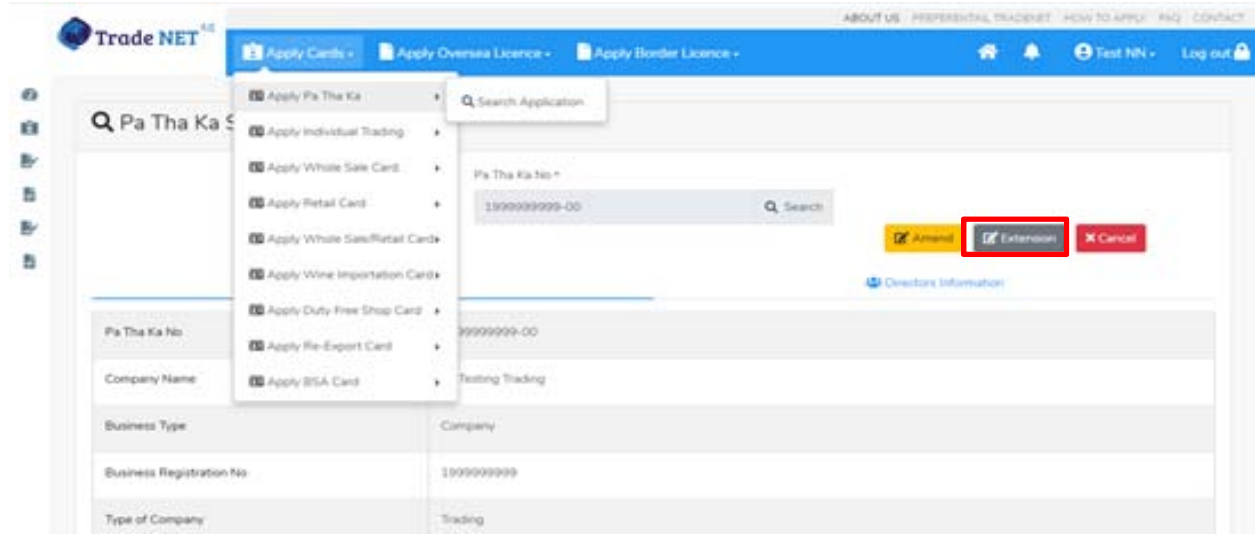 ABOUT US PREFERENTAIL TRADENET HOW TO APPLY FAQ CONTACT
Trade NET 4.0
Apply Cards Apply Oversea Licence Apply Border Licence Test NN Log out
Apply Pa Tha Ka
Search Application
Pa Tha Ka S
Apply Individual Trading
Apply Whole Sale Card
Pa Tha Ka No *
Apply Retail Card
1999999999-00 Search
Apply Whole Sale/Retail Card
Amend Extension Cancel
Apply Wine Importation Card
Directors Information
Apply Duty Free Shop Card
Pa Tha Ka No 99999999-00
Apply Re-Export Card
Company Name Testing Trading
Apply BSA Card
Business Type Company
Business Registration No 1999999999
Type of Company Trading